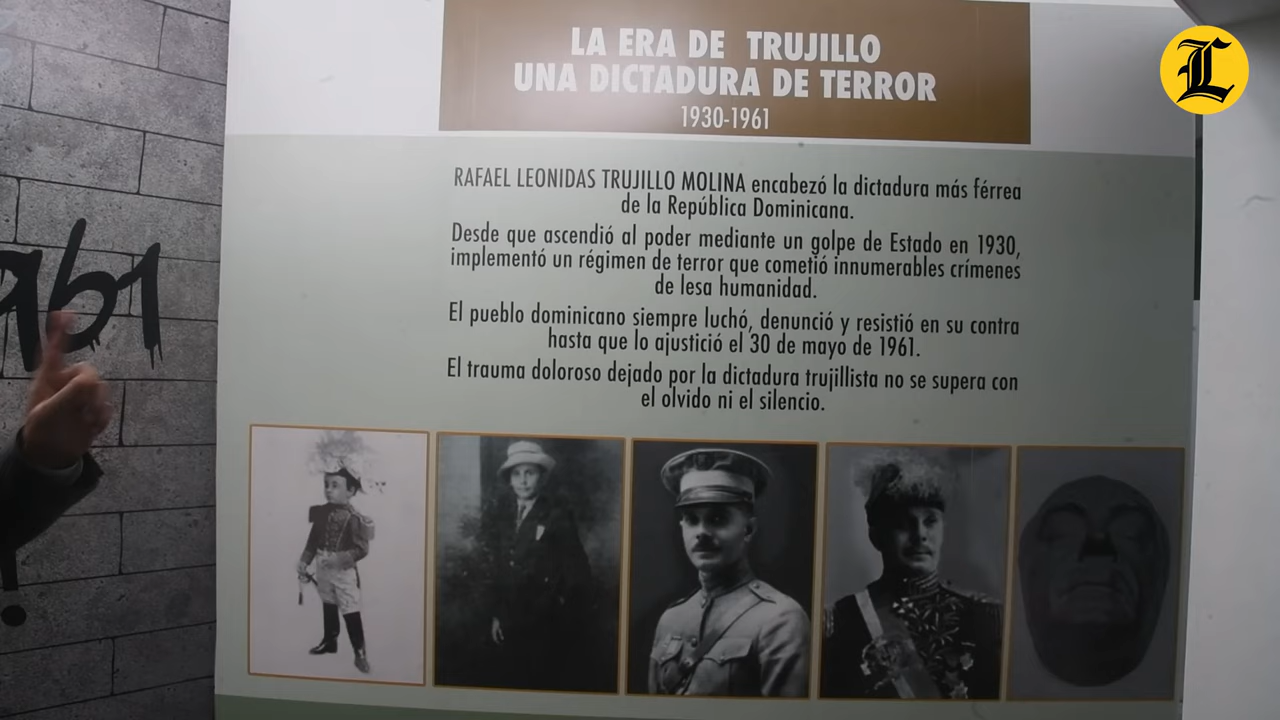 LA ERA DE TRUJILLO
UNA DICTADURA DE TERROR
1930-1961
L
RAFAEL LEONIDAS TRUJILLO MOLINA encabezó la dictadura más férrea
de la República Dominicana.
Desde que ascendió al poder mediante un golpe de Estado en 1930,
implementó un régimen de terror que cometió innumerables crímenes
de lesa humanidad.
El pueblo dominicano siempre luchó, denunció y resistió en su contra
hasta que lo ajustició el 30 de mayo de 1961.
El trauma doloroso dejado por la dictadura trujillista no se supera con
el olvido ni el silencio.
961